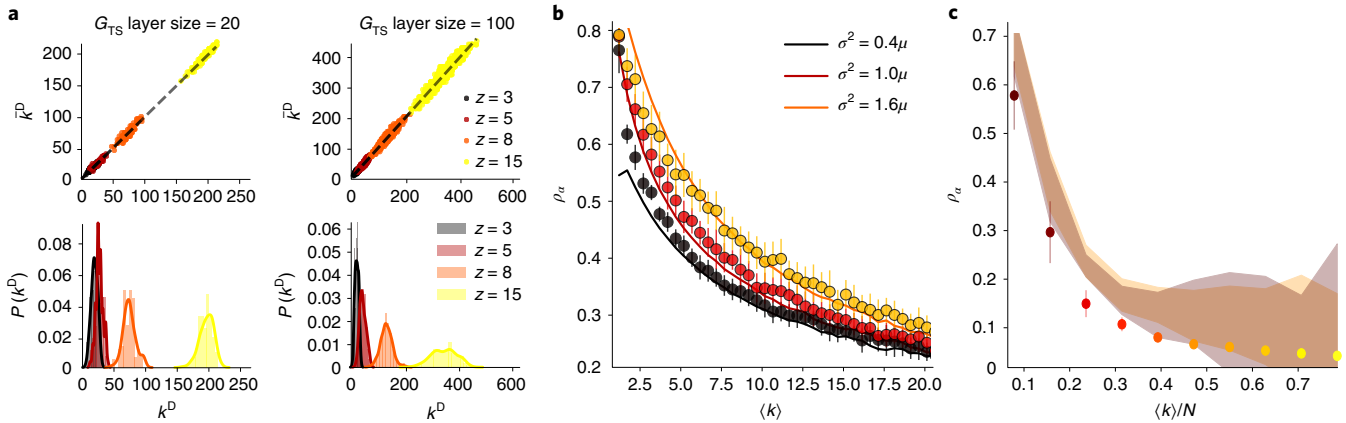 a
G_TS layer size = 20
G_TS layer size = 100
200
150
100
50
0
k̄^D
0 50 100 150 200 250
400
300
200
100
0
k̄^D
0 200 400 600
z = 3
z = 5
z = 8
z = 15
0.08
0.06
0.04
0.02
0
P(k^D)
0 50 100 150 200 250
k^D
0.06
0.05
0.04
0.03
0.02
0.01
0
P(k^D)
0 200 400 600
k^D
z = 3
z = 5
z = 8
z = 15
b
0.8
0.7
0.6
0.5
0.4
0.3
0.2
ρ_α
2.5 5.0 7.5 10.0 12.5 15.0 17.5 20.0
⟨k⟩
σ² = 0.4μ
σ² = 1.0μ
σ² = 1.6μ
c
0.7
0.6
0.5
0.4
0.3
0.2
0.1
0
ρ_α
0.1 0.2 0.3 0.4 0.5 0.6 0.7
⟨k⟩/N